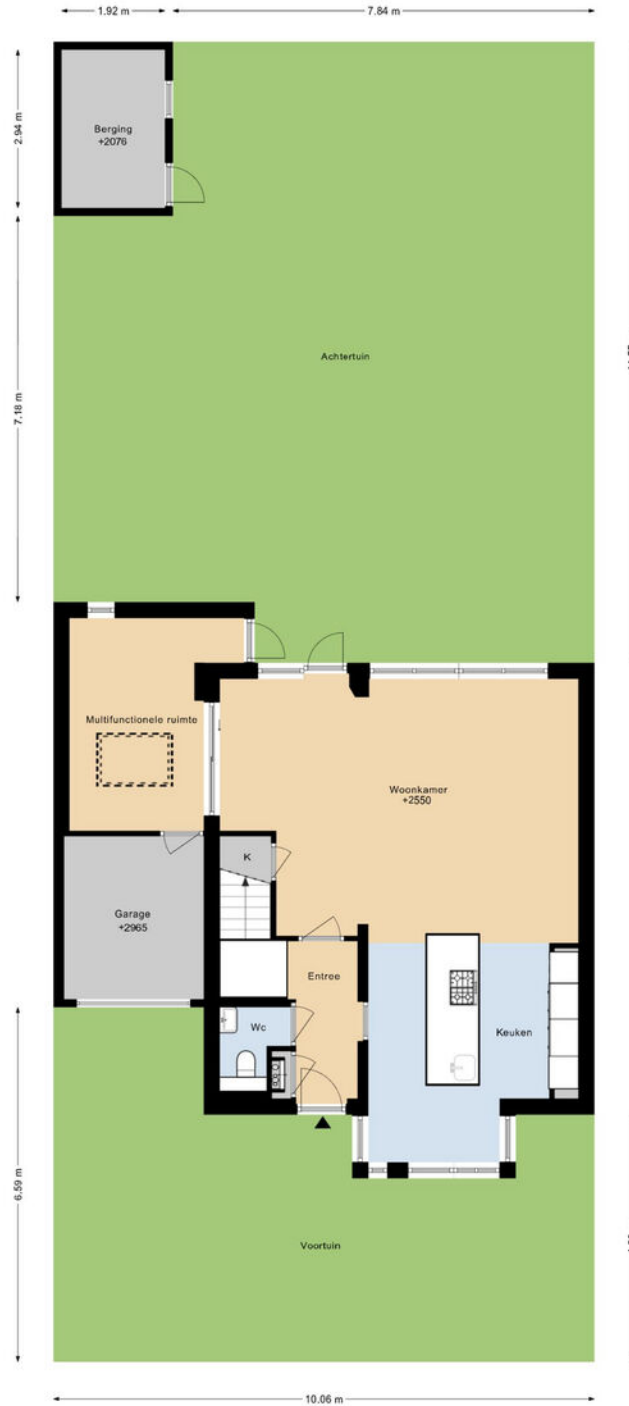 1.92 m
7.84 m
2.94 m
Berging
+2076
7.18 m
Achtertuin
Multifunctionele ruimte
Woonkamer
+2550
K
Garage
+2965
Entree
Wc
Keuken
6.59 m
Voortuin
10.06 m